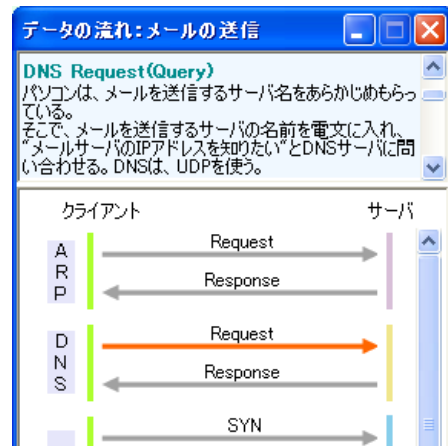 データの流れ:メールの送信
DNS Request(Query)
パソコンは、メールを送信するサーバ名をあらかじめもらっ
ている。
そこで、メールを送信するサーバの名前を電文に入れ、
“メールサーバのIPアドレスを知りたい”とDNSサーバに問
い合わせる。DNSは、UDPを使う。
クライアント サーバ
ARP
Request
Response
DNS
Request
Response
SYN